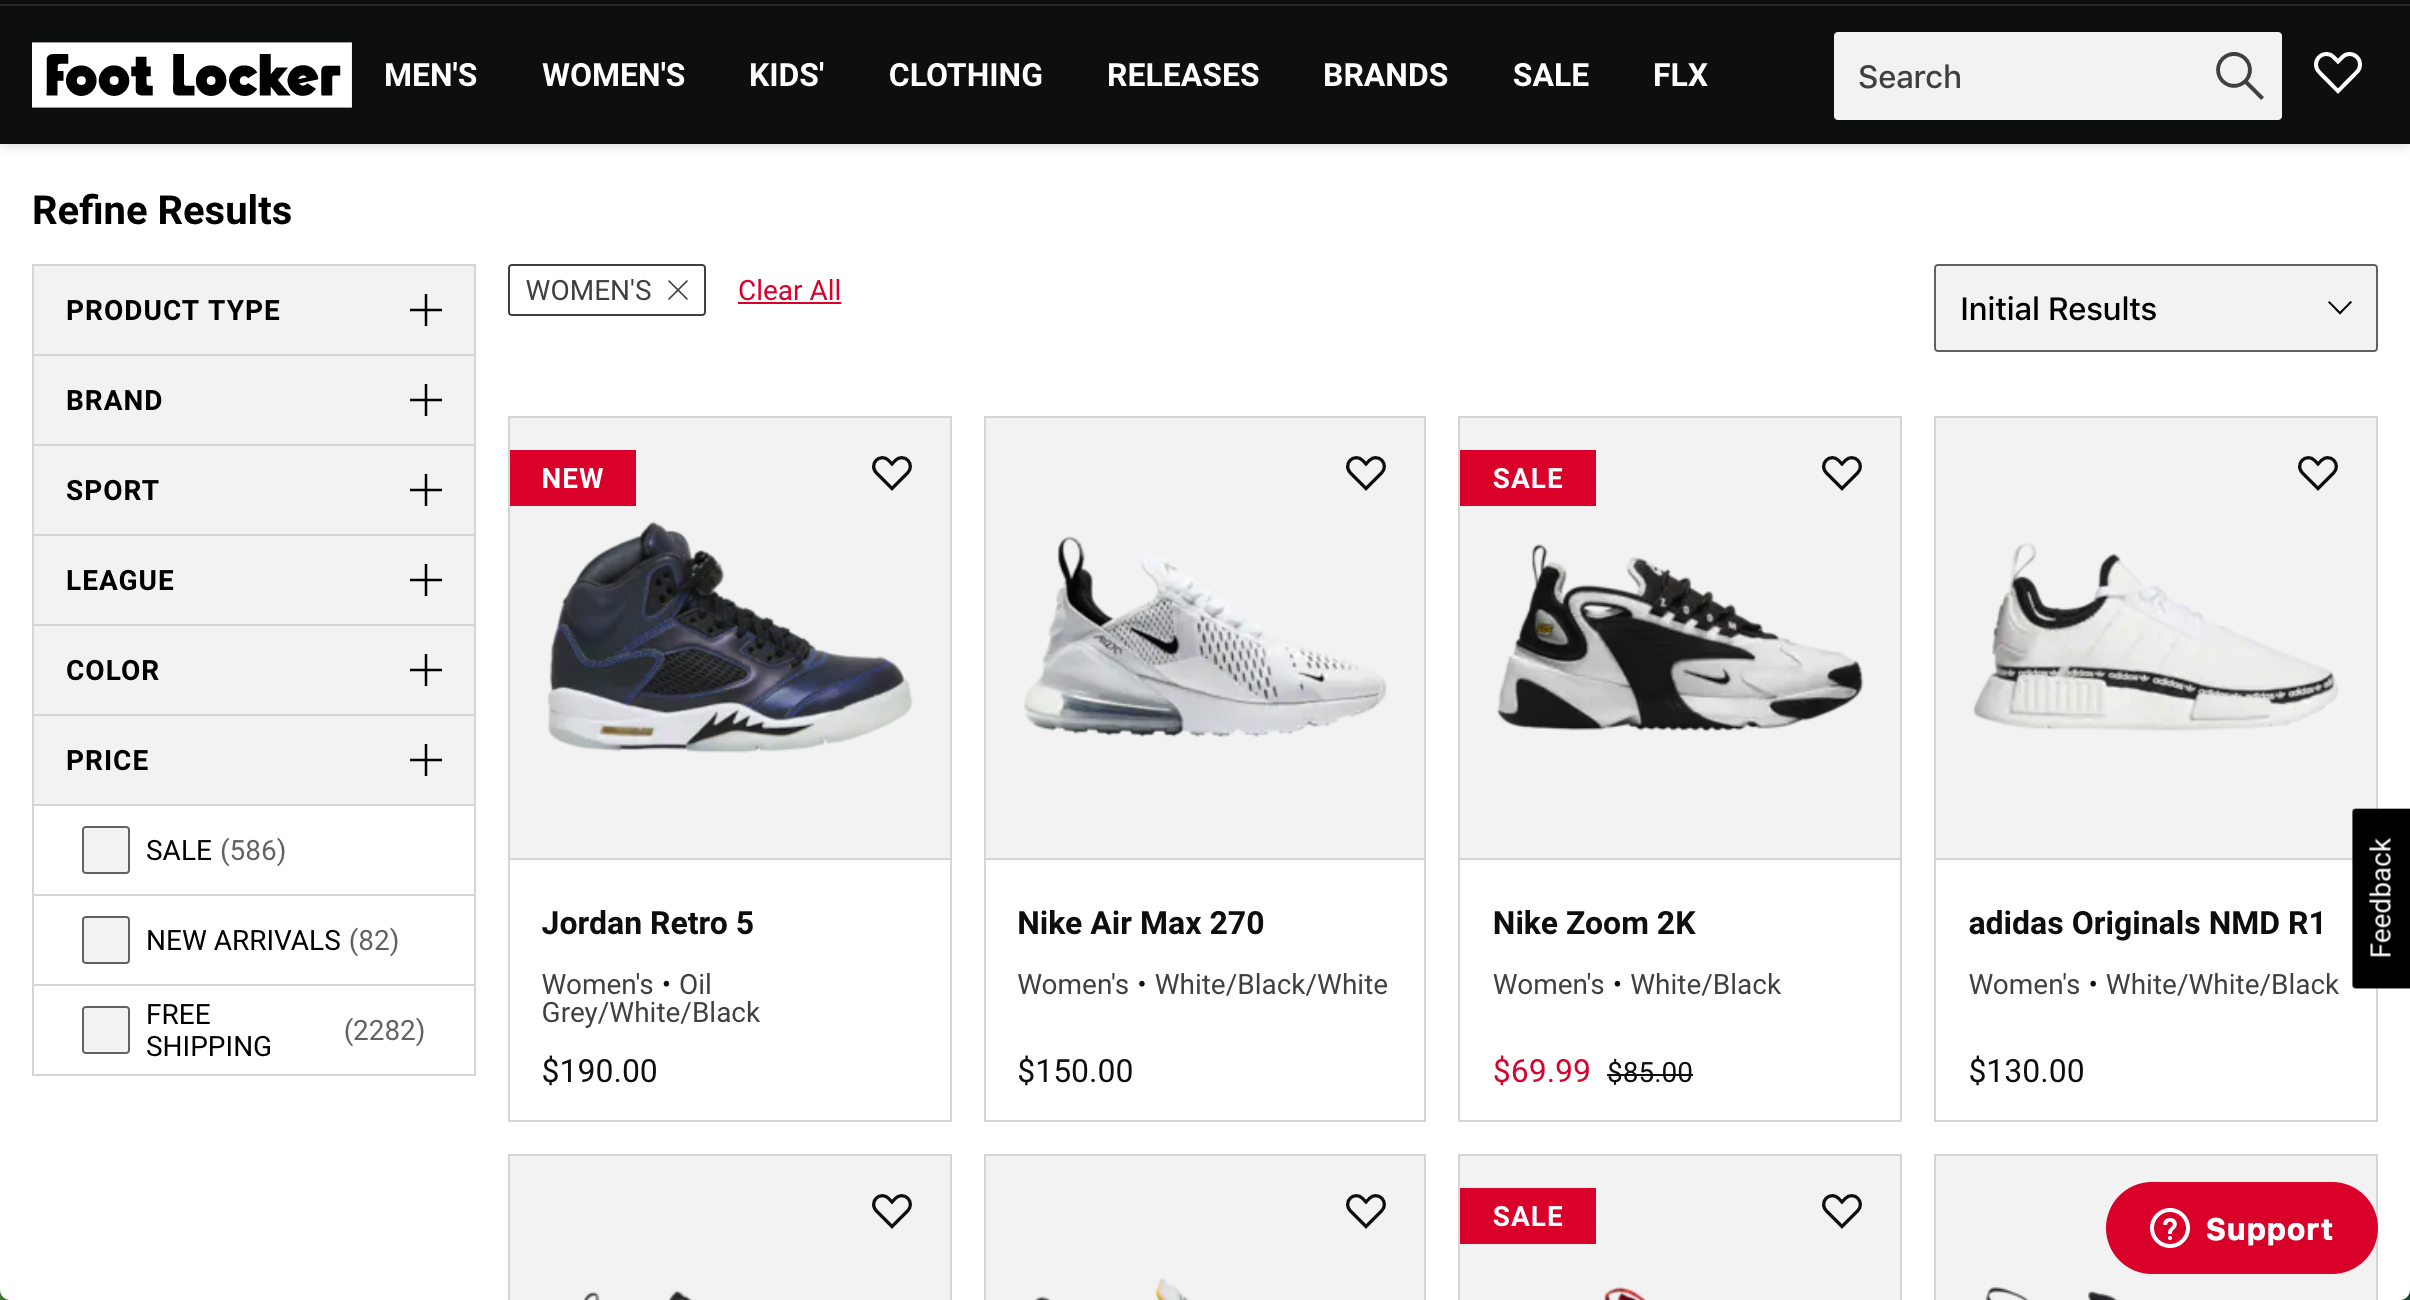 Foot Locker
MEN'S
WOMEN'S
KIDS'
CLOTHING
RELEASES
BRANDS
SALE
FLX
Search
Refine Results
PRODUCT TYPE
BRAND
SPORT
LEAGUE
COLOR
PRICE
SALE (586)
NEW ARRIVALS (82)
FREE
SHIPPING (2282)
WOMEN'S
Clear All
Initial Results
NEW
Jordan Retro 5
Women's • Oil
Grey/White/Black
$190.00
Nike Air Max 270
Women's • White/Black/White
$150.00
SALE
Nike Zoom 2K
Women's • White/Black
$69.99 $85.00
adidas Originals NMD R1
Women's • White/White/Black
$130.00
SALE
Feedback
Support